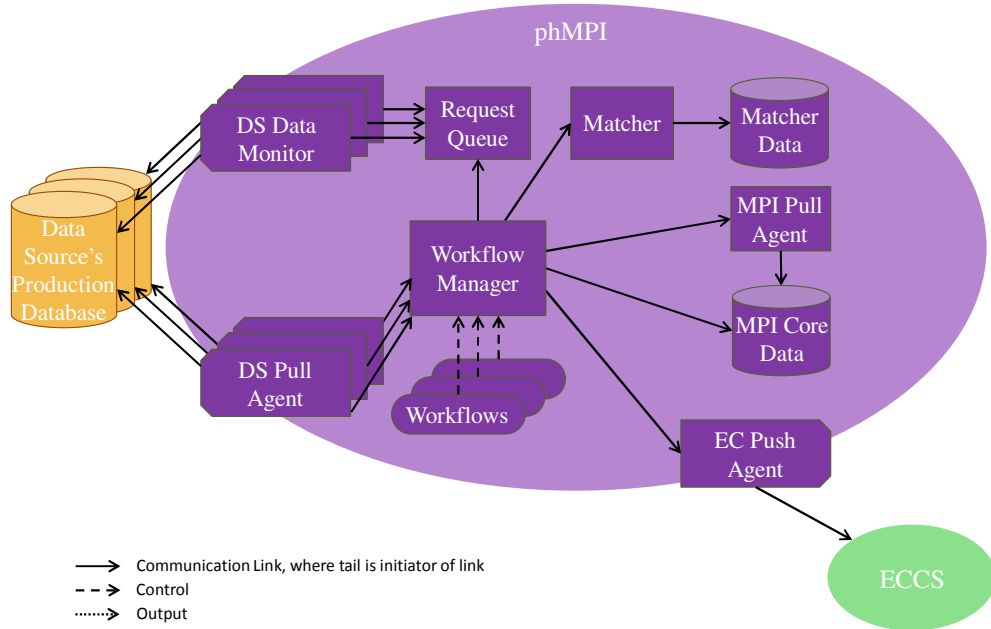 phMPI
DS Data
Monitor
Request
Queue
Matcher
Matcher
Data
Data
Source's
Production
Database
Workflow
Manager
MPI Pull
Agent
MPI Core
Data
DS Pull
Agent
Workflows
EC Push
Agent
ECCS
Communication Link, where tail is initiator of link
Control
Output